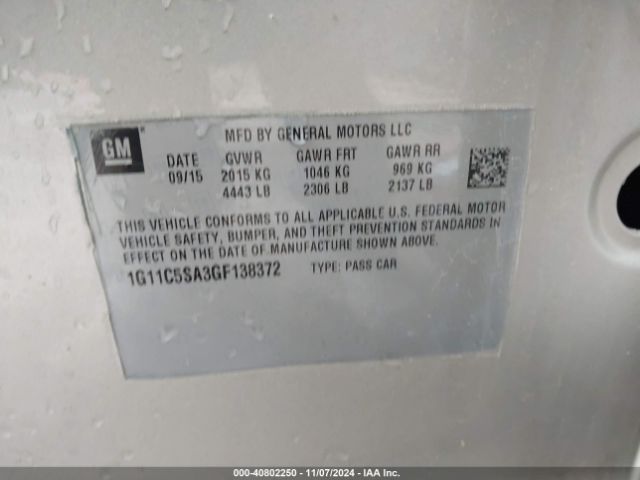 GM
MFD BY GENERAL MOTORS LLC
DATE GVWR GAWR FRT GAWR RR
09/15 2015 KG 1046 KG 969 KG
4443 LB 2306 LB 2137 LB
THIS VEHICLE CONFORMS TO ALL APPLICABLE U.S. FEDERAL MOTOR
VEHICLE SAFETY, BUMPER, AND THEFT PREVENTION STANDARDS IN
EFFECT ON THE DATE OF MANUFACTURE SHOWN ABOVE.
1G11C5SA3GF138372 TYPE: PASS CAR
000-40802250 - 11/07/2024 - IAA Inc.